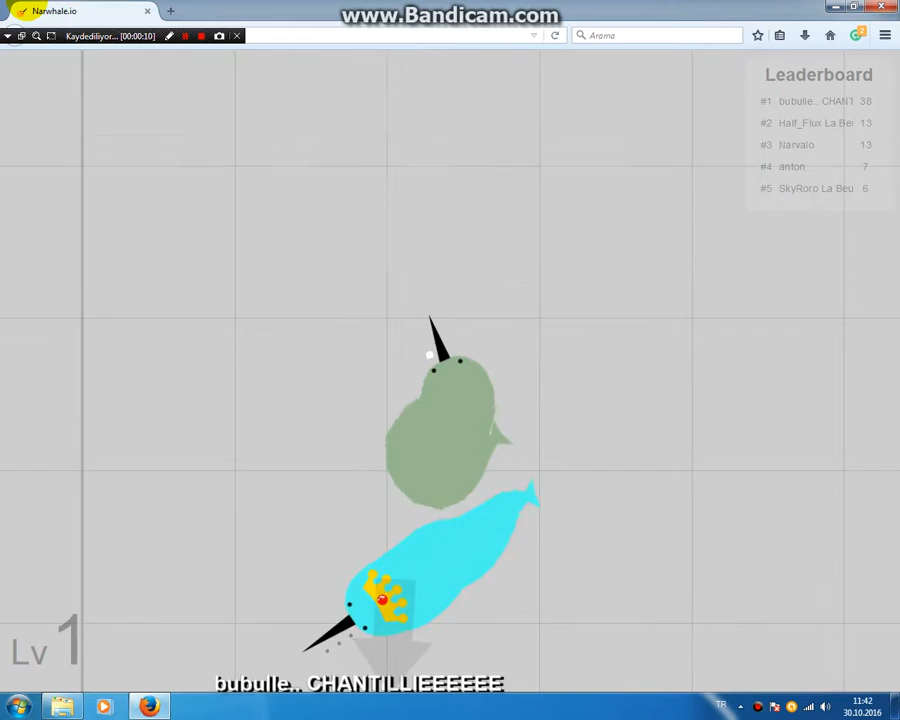 www.Bandicam.com
Narwhale.io
Kaydediliyor... [00:00:10]
Arama
2
Leaderboard
#1 bubulle.. CHANT 38
#2 Half_Flux La Beu 13
#3 Narvalo 13
#4 anton 7
#5 SkyRoro La Beu 6
Lv 1
bubulle.. CHANTILLIEEEEEE
TR
11:42
30.10.2016